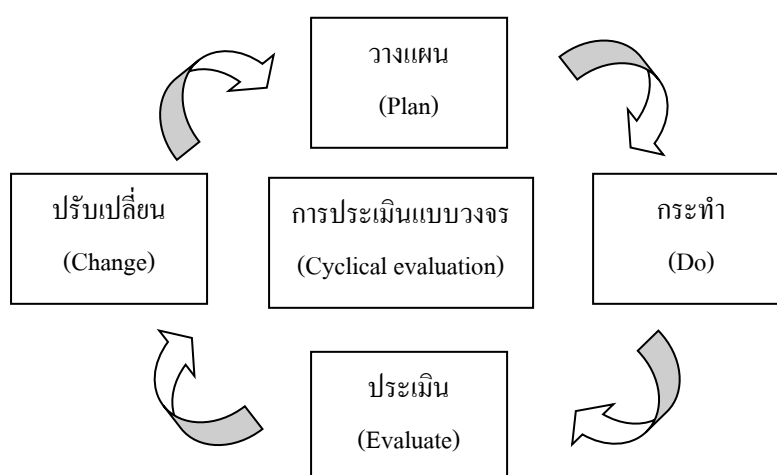 วางแผน
(Plan)
ปรับเปลี่ยน
(Change)
การประเมินแบบวงจร
(Cyclical evaluation)
กระทำ
(Do)
ประเมิน
(Evaluate)